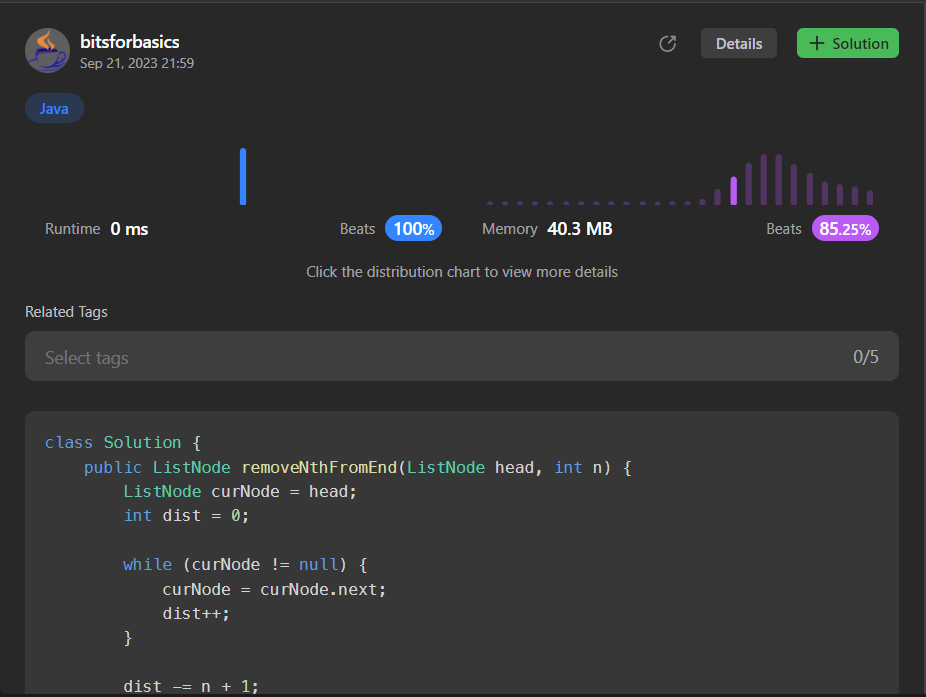 bitsforbasics
Sep 21, 2023 21:59
Details
+ Solution
Java
Runtime 0 ms
Beats 100%
Memory 40.3 MB
Beats 85.25%
Click the distribution chart to view more details
Related Tags
Select tags 0/5
class Solution {
    public ListNode removeNthFromEnd(ListNode head, int n) {
        ListNode curNode = head;
        int dist = 0;
        while (curNode != null) {
            curNode = curNode.next;
            dist++;
        }
        dist -= n + 1;